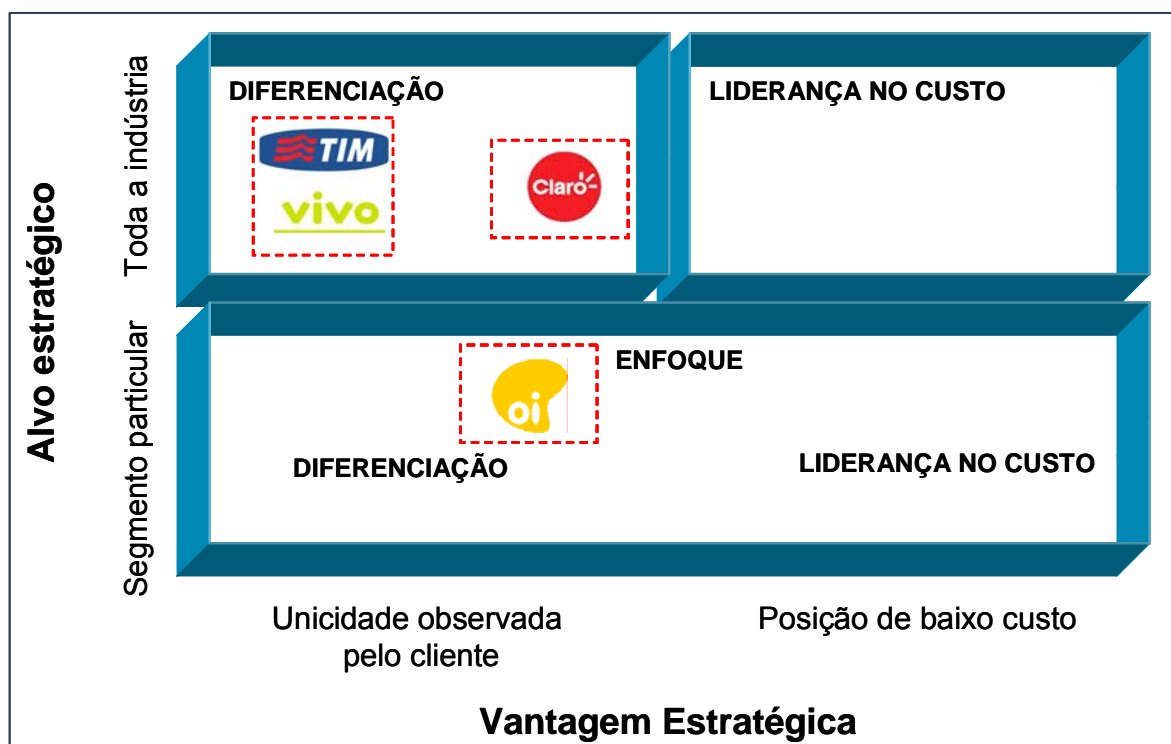 DIFERENCIAÇÃO
LIDERANÇA NO CUSTO
TIM
vivo
Claro
Toda a indústria
Alvo estratégico
Segmento particular
oi
ENFOQUE
DIFERENCIAÇÃO
LIDERANÇA NO CUSTO
Unicidade observada
pelo cliente
Posição de baixo custo
Vantagem Estratégica